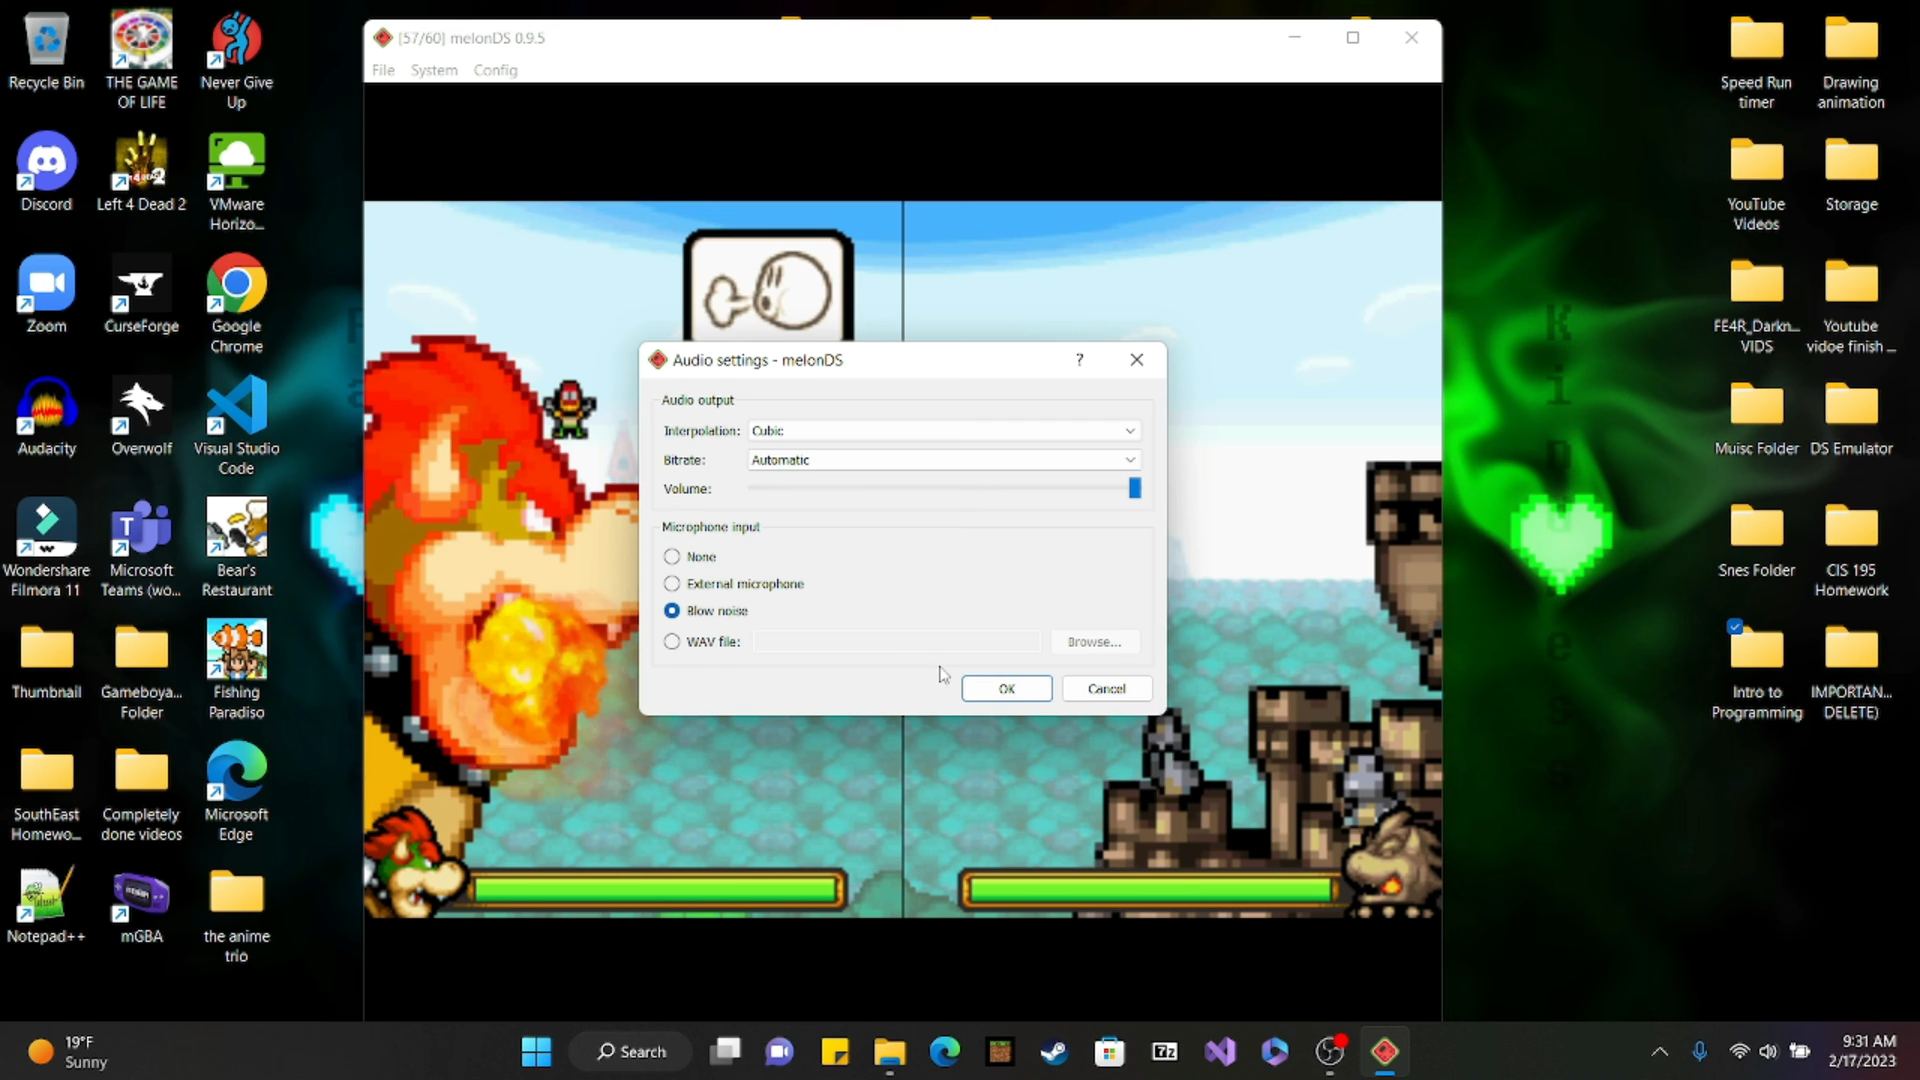 Recycle Bin
THE GAME
OF LIFE
Never Give
Up
Discord
Left 4 Dead 2
VMware
Horizo...
Zoom
CurseForge
Google
Chrome
Audacity
Overwolf
Visual Studio
Code
Wondershare
Filmora 11
Microsoft
Teams (wo...
Bear's
Restaurant
Thumbnail
Gameboya...
Folder
Fishing
Paradiso
SouthEast
Homewo...
Completely
done videos
Microsoft
Edge
Notepad++
mGBA
the anime
trio
[57/60] melonDS 0.9.5
File System Config
Audio settings - melonDS
?
Audio output
Interpolation: Cubic
Bitrate: Automatic
Volume:
Microphone input
None
External microphone
Blow noise
WAV file: Browse...
OK Cancel
Speed Run
timer
Drawing
animation
YouTube
Videos
Storage
FE4R_Darkn...
VIDS
Youtube
vidoe finish ...
Muisc Folder
DS Emulator
Snes Folder
CIS 195
Homework
Intro to
Programming
IMPORTAN...
DELETE)
19°F
Sunny
Search
9:31 AM
2/17/2023